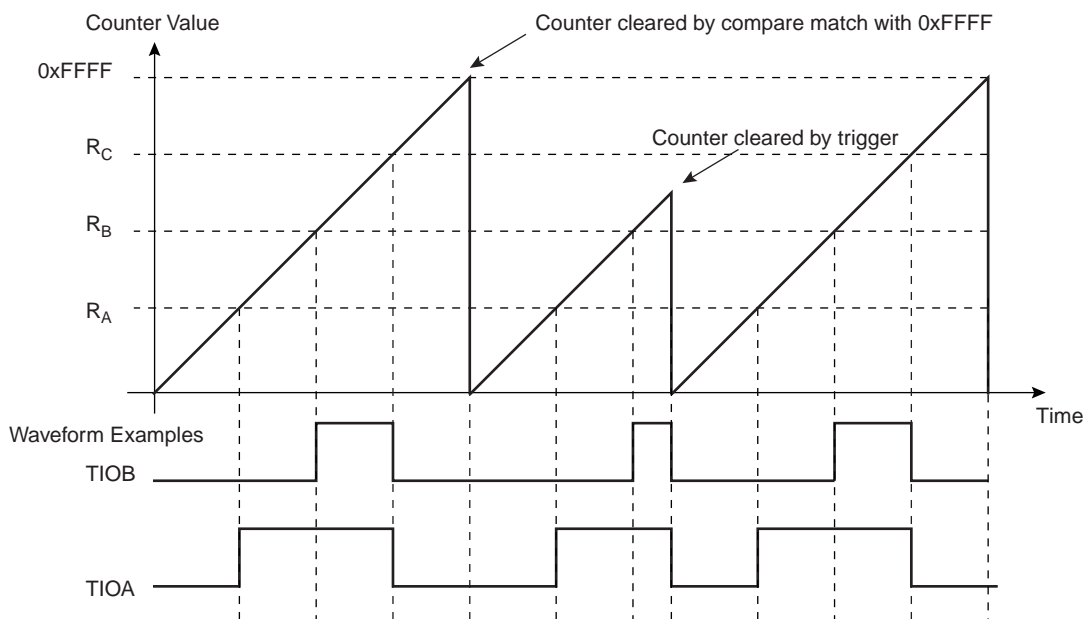 Counter Value
Counter cleared by compare match with 0xFFFF
0xFFFF
Counter cleared by trigger
RC
RB
RA
Time
Waveform Examples
TIOB
TIOA